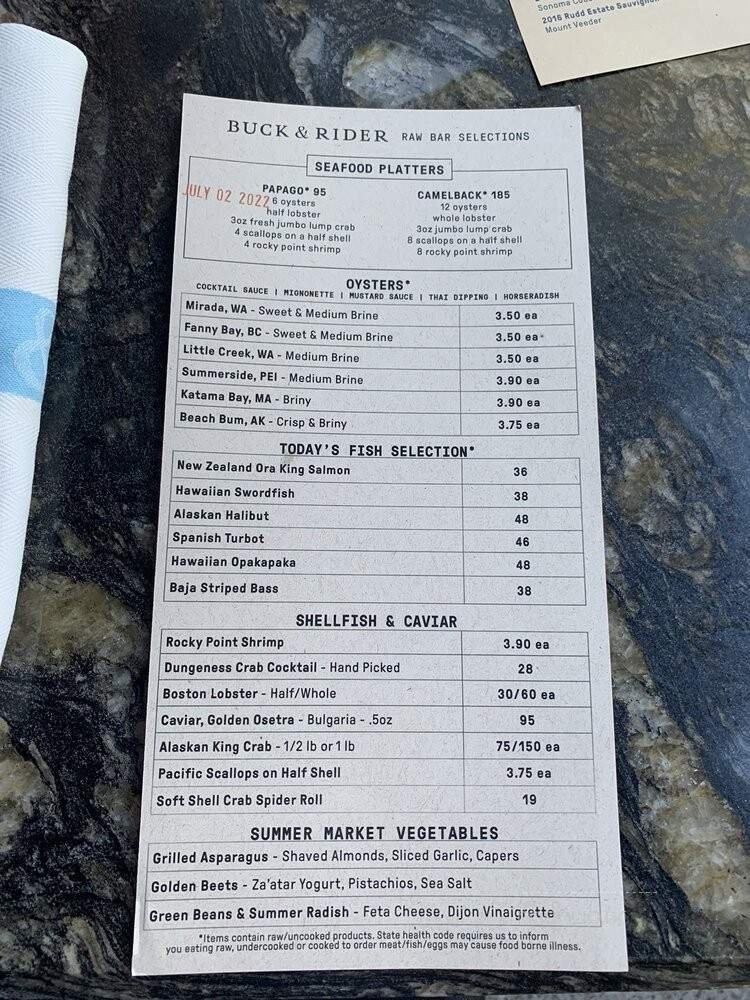 Sonoma
2016 Rudd Estate Sauvignon
Mount Veeder
BUCK & RIDER RAW BAR SELECTIONS
SEAFOOD PLATTERS
JULY 02 2022
PAPAGO* 95
6 oysters
half lobster
3oz fresh jumbo lump crab
4 scallops on a half shell
4 rocky point shrimp
CAMELBACK* 185
12 oysters
whole lobster
3oz jumbo lump crab
8 scallops on a half shell
8 rocky point shrimp
OYSTERS*
COCKTAIL SAUCE | MIGNONETTE | MUSTARD SAUCE | THAI DIPPING | HORSERADISH
Mirada, WA - Sweet & Medium Brine 3.50 ea
Fanny Bay, BC - Sweet & Medium Brine 3.50 ea
Little Creek, WA - Medium Brine 3.50 ea
Summerside, PEI - Medium Brine 3.90 ea
Katama Bay, MA - Briny 3.90 ea
Beach Bum, AK - Crisp & Briny 3.75 ea
TODAY'S FISH SELECTION*
New Zealand Ora King Salmon 36
Hawaiian Swordfish 38
Alaskan Halibut 48
Spanish Turbot 46
Hawaiian Opakapaka 48
Baja Striped Bass 38
SHELLFISH & CAVIAR
Rocky Point Shrimp 3.90 ea
Dungeness Crab Cocktail - Hand Picked 28
Boston Lobster - Half/Whole 30/60 ea
Caviar, Golden Osetra - Bulgaria - .5oz 95
Alaskan King Crab - 1/2 lb or 1 lb 75/150 ea
Pacific Scallops on Half Shell 3.75 ea
Soft Shell Crab Spider Roll 19
SUMMER MARKET VEGETABLES
Grilled Asparagus - Shaved Almonds, Sliced Garlic, Capers
Golden Beets - Za'atar Yogurt, Pistachios, Sea Salt
Green Beans & Summer Radish - Feta Cheese, Dijon Vinaigrette
*Items contain raw/uncooked products. State health code requires us to inform
you eating raw, undercooked or cooked to order meat/fish/eggs may cause food borne illness.